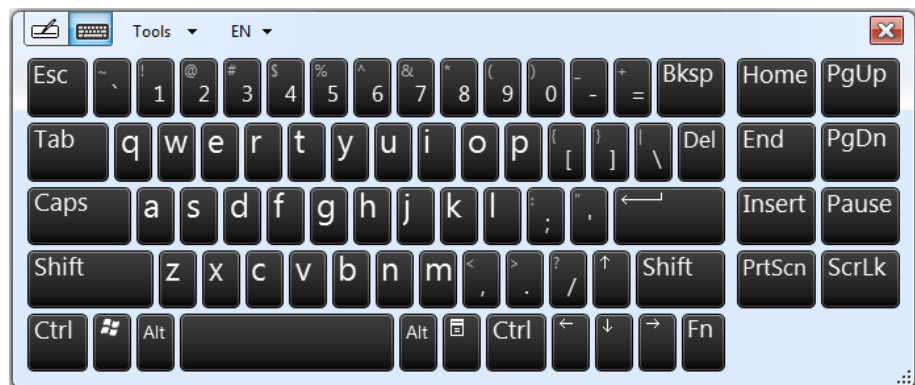 Tools EN
Esc ~ ` ! 1 @ 2 # 3 $ 4 % 5 ^ 6 & 7 * 8 ( 9 ) 0 _ - + = Bksp Home PgUp
Tab q w e r t y u i o p { [ } ] | \ Del End PgDn
Caps a s d f g h j k l : ; " ' Insert Pause
Shift z x c v b n m < , > . ? / ↑ Shift PrtScn ScrLk
Ctrl Alt Alt Ctrl ← ↓ → Fn